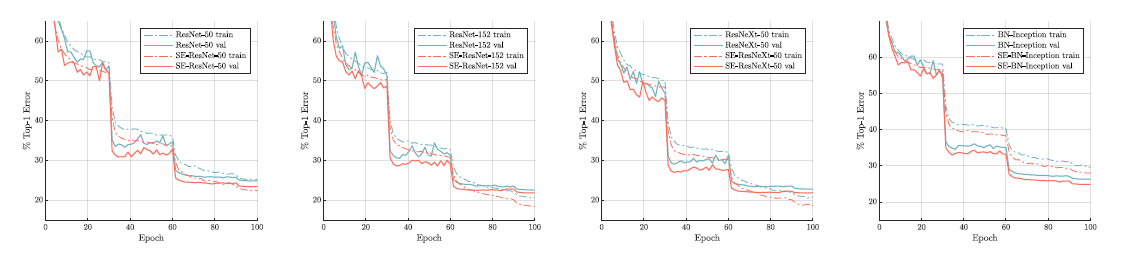 % Top-1 Error
60
50
40
30
20
ResNet-50 train
ResNet-50 val
SE-ResNet-50 train
SE-ResNet-50 val
0 20 40 60 80 100
Epoch
% Top-1 Error
60
50
40
30
20
ResNet-152 train
ResNet-152 val
SE-ResNet-152 train
SE-ResNet-152 val
0 20 40 60 80 100
Epoch
% Top-1 Error
60
50
40
30
20
ResNeXt-50 train
ResNeXt-50 val
SE-ResNeXt-50 train
SE-ResNeXt-50 val
0 20 40 60 80 100
Epoch
% Top-1 Error
60
50
40
30
20
BN-Inception train
BN-Inception val
SE-BN-Inception train
SE-BN-Inception val
0 20 40 60 80 100
Epoch